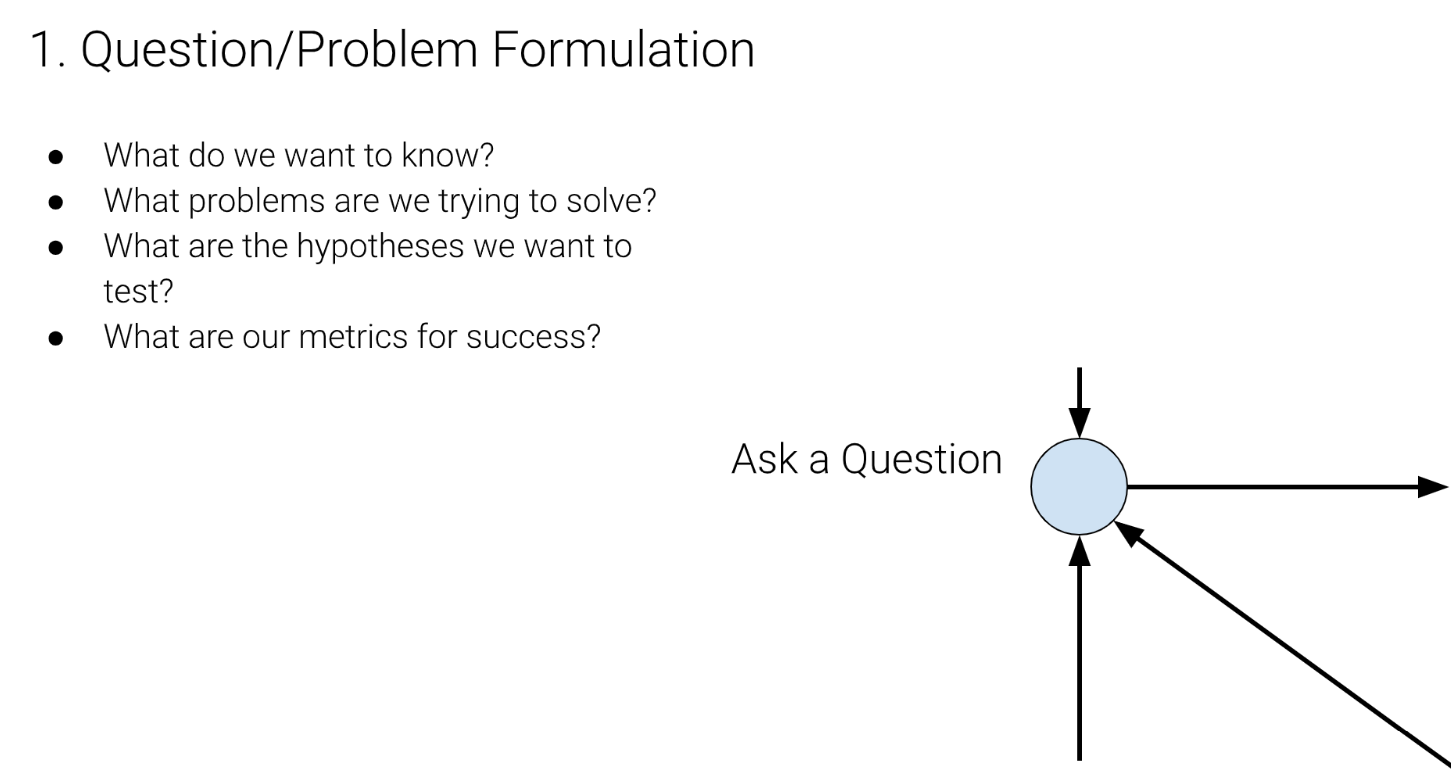 1. Question/Problem Formulation
● What do we want to know?
● What problems are we trying to solve?
● What are the hypotheses we want to
test?
● What are our metrics for success?
Ask a Question